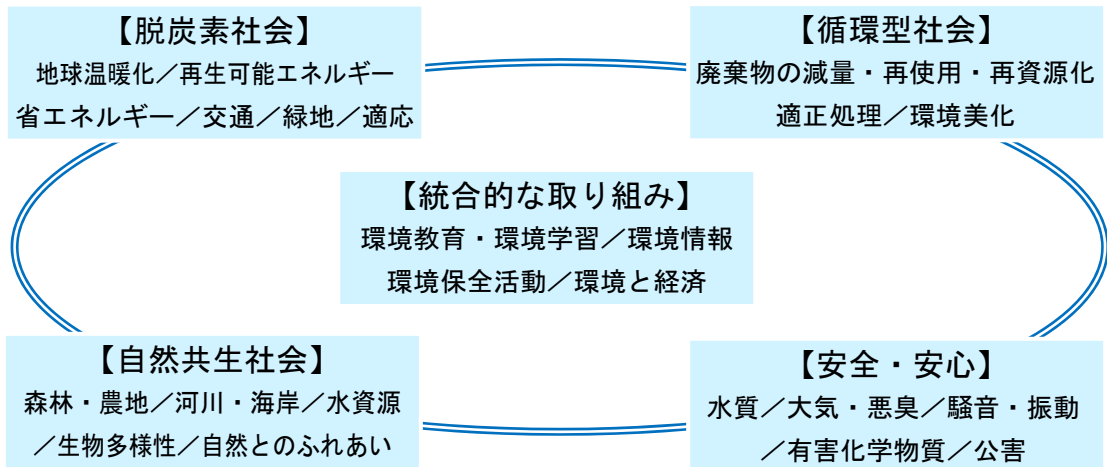 【脱炭素社会】
地球温暖化／再生可能エネルギー
省エネルギー／交通／緑地／適応
【循環型社会】
廃棄物の減量・再使用・再資源化
適正処理／環境美化
【統合的な取り組み】
環境教育・環境学習／環境情報
環境保全活動／環境と経済
【自然共生社会】
森林・農地／河川・海岸／水資源
／生物多様性／自然とのふれあい
【安全・安心】
水質／大気・悪臭／騒音・振動
／有害化学物質／公害